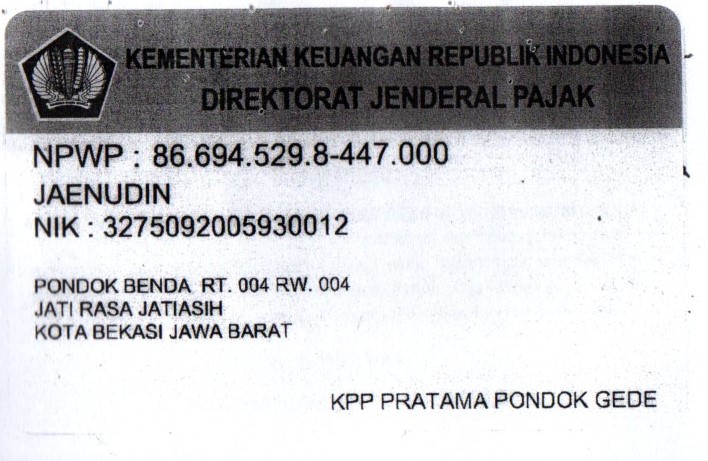 KEMENTERIAN KEUANGAN REPUBLIK INDONESIA
DIREKTORAT JENDERAL PAJAK
NPWP : 86.694.529.8-447.000
JAENUDIN
NIK : 3275092005930012
PONDOK BENDA RT. 004 RW. 004
JATI RASA JATIASIH
KOTA BEKASI JAWA BARAT
KPP PRATAMA PONDOK GEDE